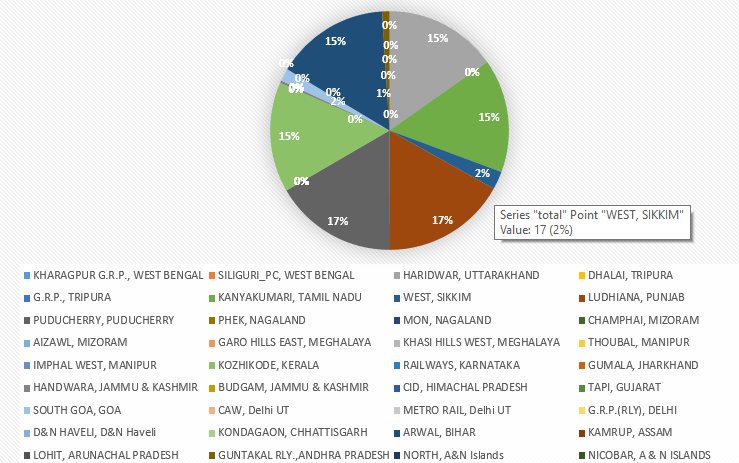 0%
15%
0%
15%
0%
0%
0%
15%
0%
0%
0%
0%
1%
0%
2%
0%
0%
15%
15%
2%
0%
17%
17%
Series "total" Point "WEST, SIKKIM"
Value: 17 (2%)
KHARAGPUR G.R.P., WEST BENGAL SILIGURI_PC, WEST BENGAL HARIDWAR, UTTARAKHAND DHALAI, TRIPURA
G.R.P., TRIPURA KANYAKUMARI, TAMIL NADU WEST, SIKKIM LUDHIANA, PUNJAB
PUDUCHERRY, PUDUCHERRY PHEK, NAGALAND MON, NAGALAND CHAMPHAI, MIZORAM
AIZAWL, MIZORAM GARO HILLS EAST, MEGHALAYA KHASI HILLS WEST, MEGHALAYA THOUBAL, MANIPUR
IMPHAL WEST, MANIPUR KOZHIKODE, KERALA RAILWAYS, KARNATAKA GUMALA, JHARKHAND
HANDWARA, JAMMU & KASHMIR BUDGAM, JAMMU & KASHMIR CID, HIMACHAL PRADESH TAPI, GUJARAT
SOUTH GOA, GOA CAW, Delhi UT METRO RAIL, Delhi UT G.R.P.(RLY), DELHI
D&N HAVELI, D&N Haveli KONDAGAON, CHHATTISGARH ARWAL, BIHAR KAMRUP, ASSAM
LOHIT, ARUNACHAL PRADESH GUNTAKAL RLY.,ANDHRA PRADESH NORTH, A&N Islands NICOBAR, A & N ISLANDS